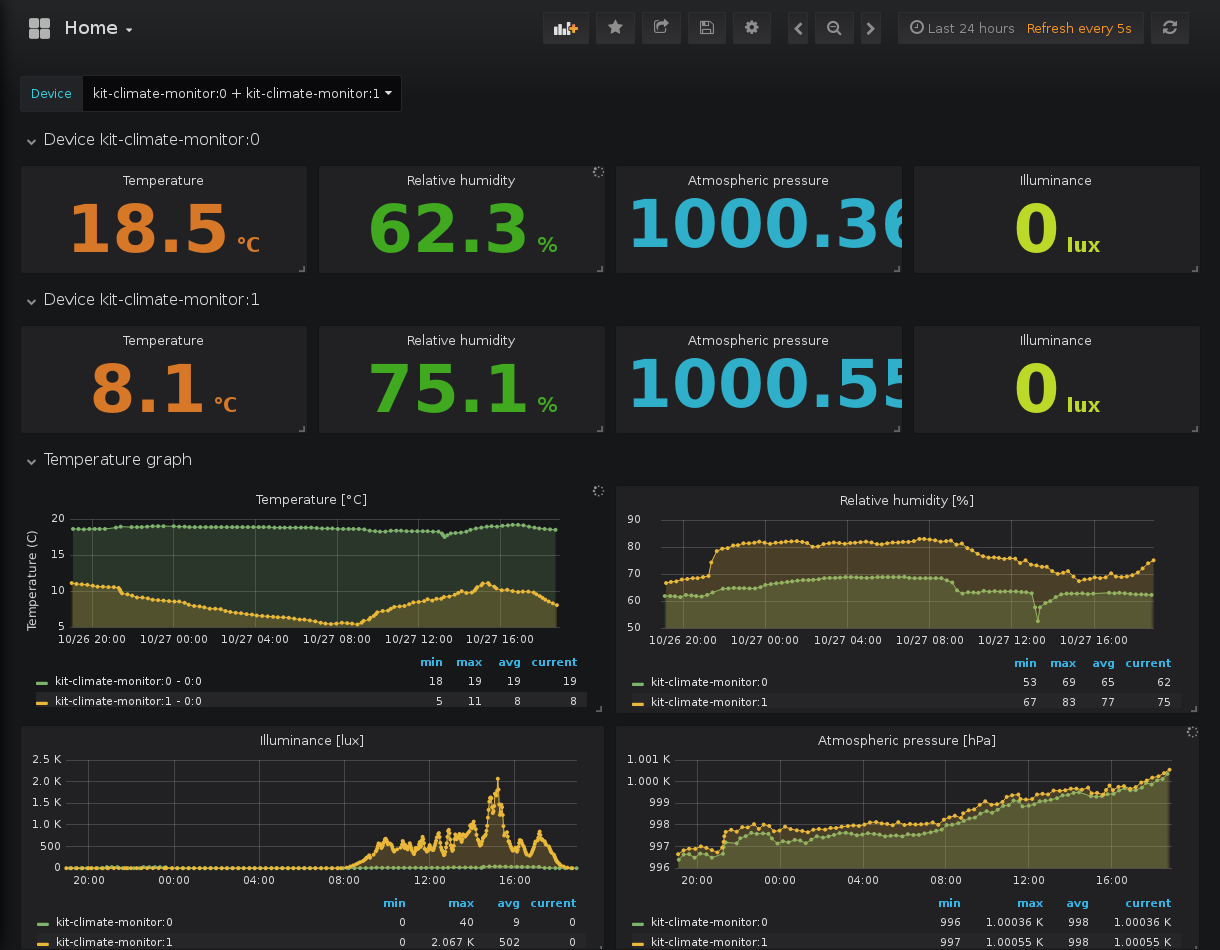 Home
Last 24 hours Refresh every 5s
Device kit-climate-monitor:0 + kit-climate-monitor:1
Device kit-climate-monitor:0
Temperature Relative humidity Atmospheric pressure Illuminance
18.5 °C 62.3 % 1000.36 0 lux
Device kit-climate-monitor:1
Temperature Relative humidity Atmospheric pressure Illuminance
8.1 °C 75.1 % 1000.55 0 lux
Temperature graph
Temperature [°C]
Temperature (C)
20
15
10
5
10/26 20:00 10/27 00:00 10/27 04:00 10/27 08:00 10/27 12:00 10/27 16:00
min max avg current
kit-climate-monitor:0 - 0:0 18 19 19 19
kit-climate-monitor:1 - 0:0 5 11 8 8
Relative humidity [%]
90
80
70
60
50
10/26 20:00 10/27 00:00 10/27 04:00 10/27 08:00 10/27 12:00 10/27 16:00
min max avg current
kit-climate-monitor:0 53 69 65 62
kit-climate-monitor:1 67 83 77 75
Illuminance [lux]
2.5 K
2.0 K
1.5 K
1.0 K
500
0
20:00 00:00 04:00 08:00 12:00 16:00
min max avg current
kit-climate-monitor:0 0 40 9 0
kit-climate-monitor:1 0 2.067 K 502 0
Atmospheric pressure [hPa]
1.001 K
1.000 K
999
998
997
996
20:00 00:00 04:00 08:00 12:00 16:00
min max avg current
kit-climate-monitor:0 996 1.00036 K 998 1.00036 K
kit-climate-monitor:1 997 1.00055 K 998 1.00055 K